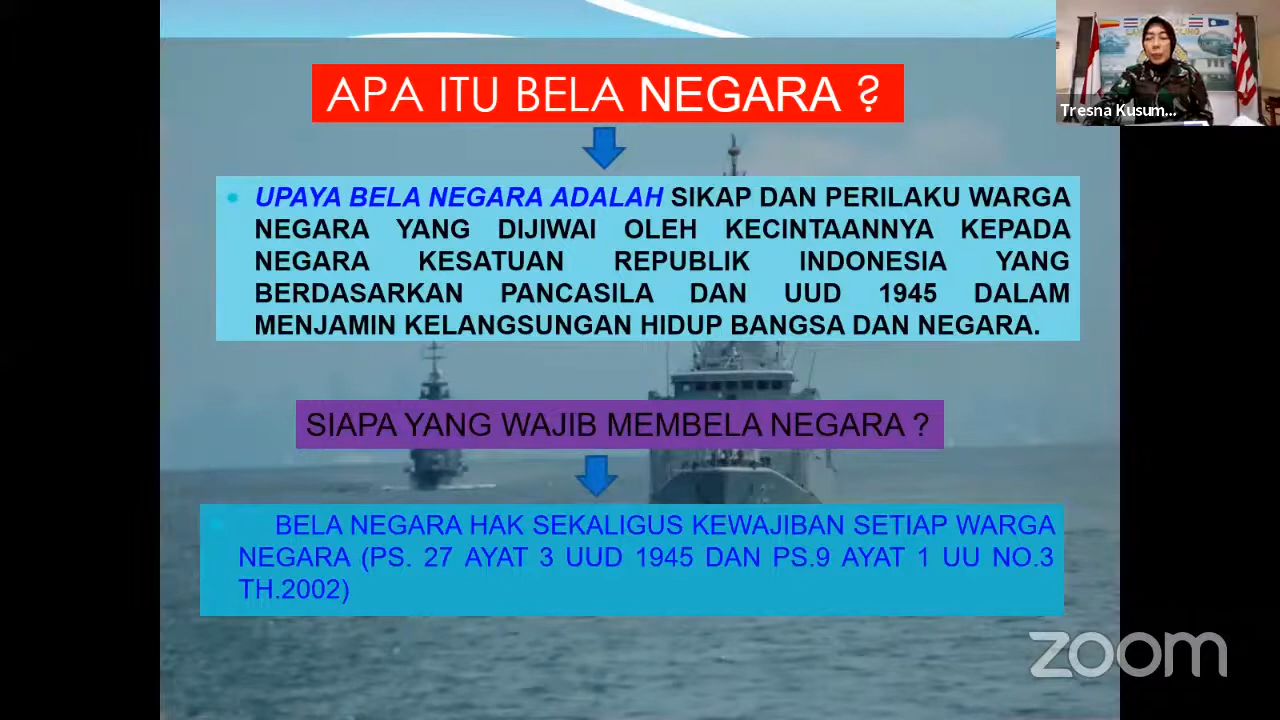 APA ITU BELA NEGARA ?
Tresna Kusum...
UPAYA BELA NEGARA ADALAH SIKAP DAN PERILAKU WARGA
NEGARA YANG DIJIWAI OLEH KECINTAANNYA KEPADA
NEGARA KESATUAN REPUBLIK INDONESIA YANG
BERDASARKAN PANCASILA DAN UUD 1945 DALAM
MENJAMIN KELANGSUNGAN HIDUP BANGSA DAN NEGARA.
SIAPA YANG WAJIB MEMBELA NEGARA ?
BELA NEGARA HAK SEKALIGUS KEWAJIBAN SETIAP WARGA
NEGARA (PS. 27 AYAT 3 UUD 1945 DAN PS.9 AYAT 1 UU NO.3
TH.2002)
zoom